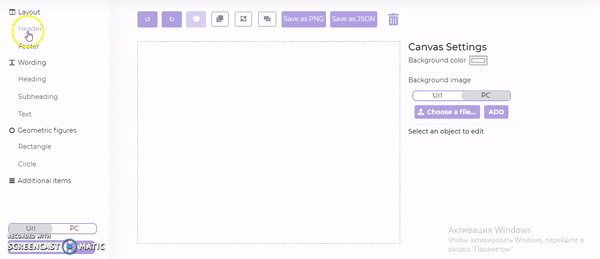 Layout
Header
Footer
Wording
Heading
Subheading
Text
Geometric figures
Rectangle
Circle
Additional items
Url PC
RECORDED WITH
SCREENCAST MATIC
Save as PNG Save as JSON
Canvas Settings
Background color
Background image
Url PC
Choose a file... ADD
Select an object to edit
Активация Windows
Чтобы активировать Windows, перейдите в
раздел "Параметры"